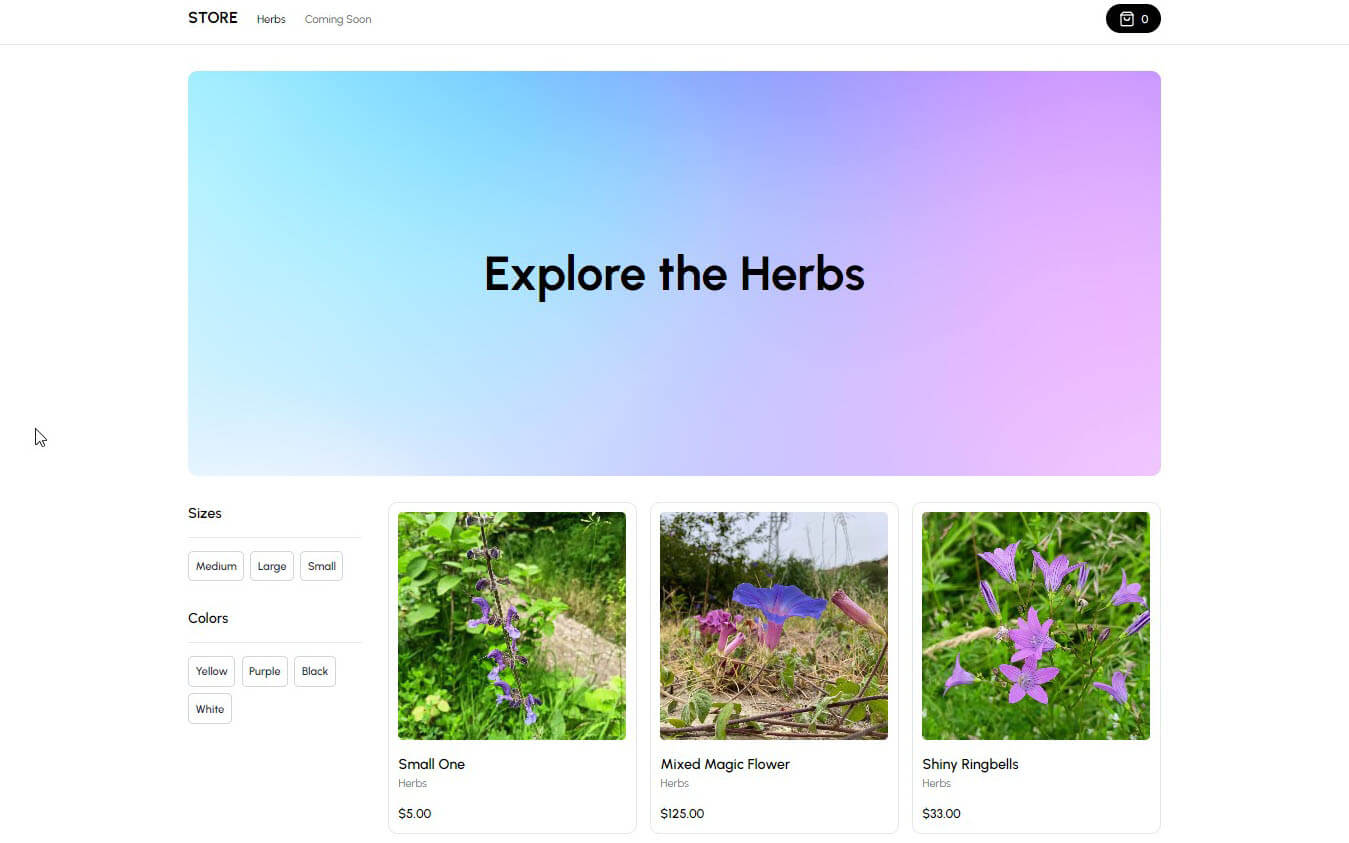 STORE Herbs Coming Soon 0
Explore the Herbs
Sizes
Medium Large Small
Colors
Yellow Purple Black
White
Small One
Herbs
$5.00
Mixed Magic Flower
Herbs
$125.00
Shiny Ringbells
Herbs
$33.00